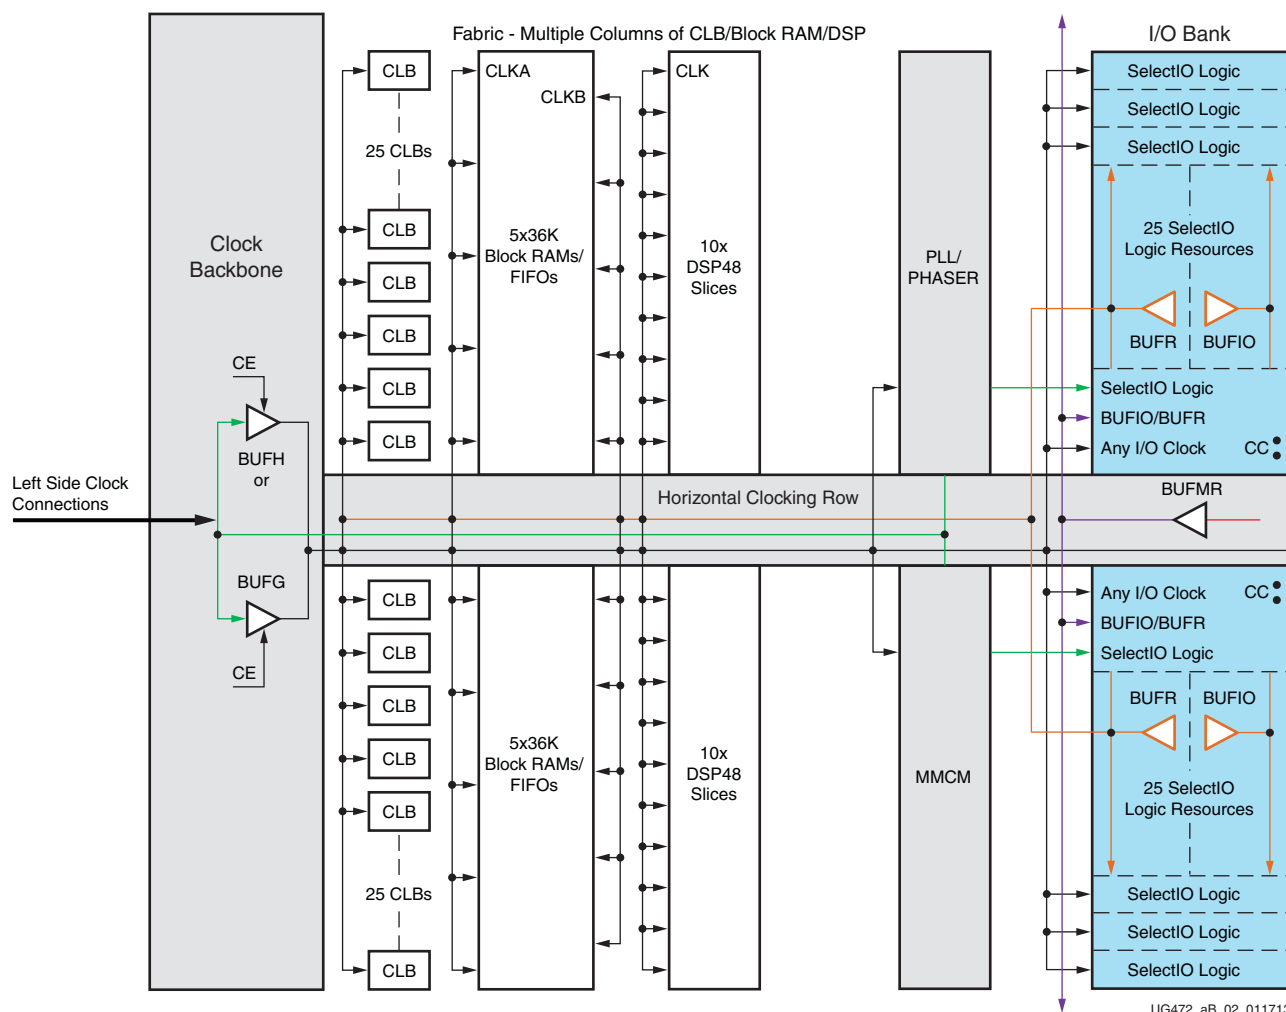 Fabric - Multiple Columns of CLB/Block RAM/DSP
I/O Bank
Clock
Backbone
CE
BUFH
or
BUFG
CE
Left Side Clock
Connections
CLB
25 CLBs
CLB
CLB
CLB
CLB
CLB
CLKA
CLKB
5x36K
Block RAMs/
FIFOs
CLK
10x
DSP48
Slices
PLL/
PHASER
SelectIO Logic
SelectIO Logic
SelectIO Logic
25 SelectIO
Logic Resources
BUFR
BUFIO
SelectIO Logic
BUFIO/BUFR
Any I/O Clock
CC
Horizontal Clocking Row
BUFMR
CLB
CLB
CLB
CLB
CLB
25 CLBs
CLB
5x36K
Block RAMs/
FIFOs
10x
DSP48
Slices
MMCM
Any I/O Clock
CC
BUFIO/BUFR
SelectIO Logic
BUFR
BUFIO
25 SelectIO
Logic Resources
SelectIO Logic
SelectIO Logic
SelectIO Logic
UG472_aB_02_011713